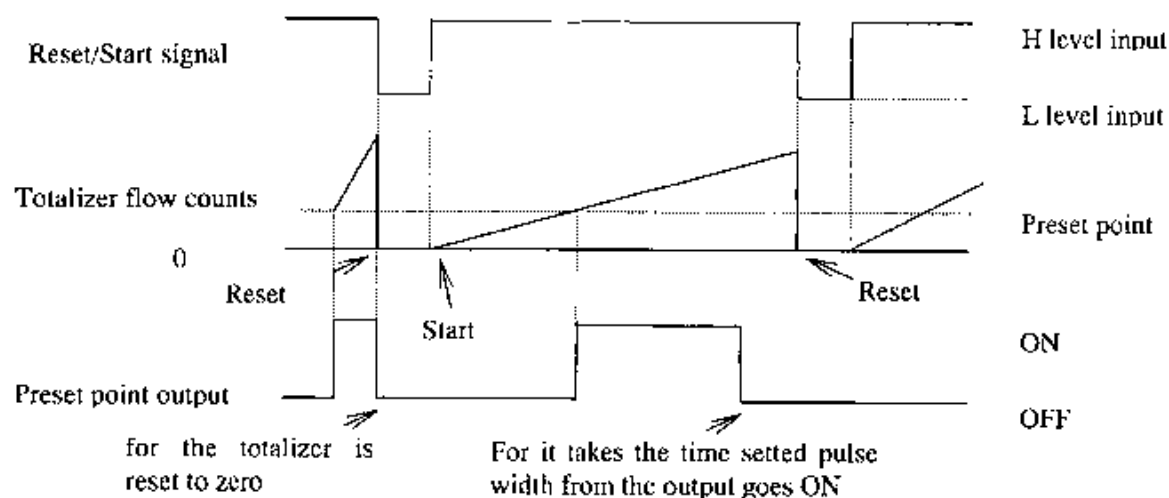 Reset/Start signal
H level input
L level input
Totalizer flow counts
Preset point
0
Reset
Start
Reset
ON
Preset point output
OFF
for the totalizer is
reset to zero
For it takes the time setted pulse
width from the output goes ON